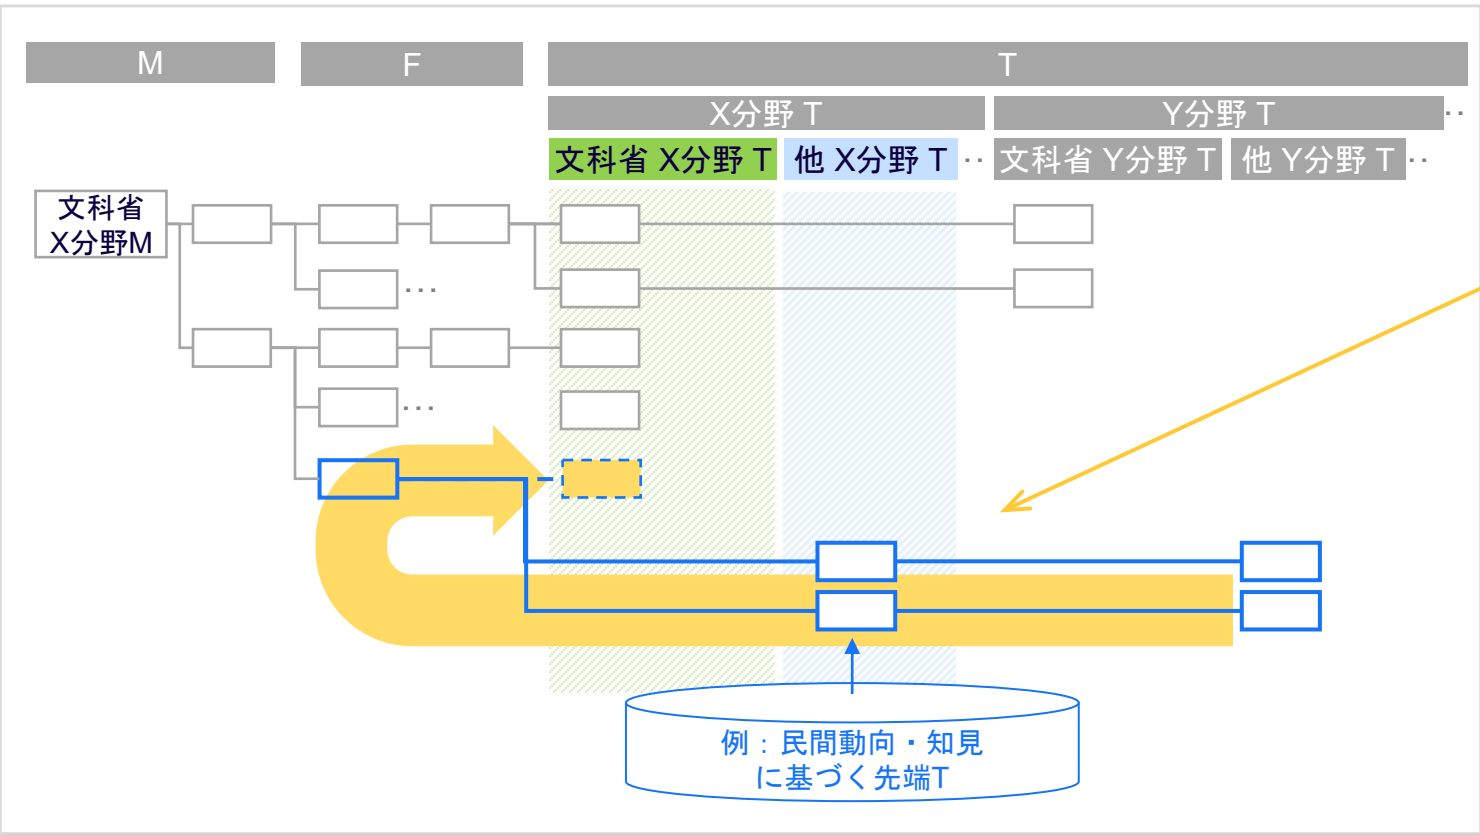 M
F
T
X分野 T
Y分野 T
‥
文科省 X分野 T
他 X分野 T
‥
文科省 Y分野 T
他 Y分野 T
‥
文科省
X分野M
…
…
例：民間動向・知見
に基づく先端T